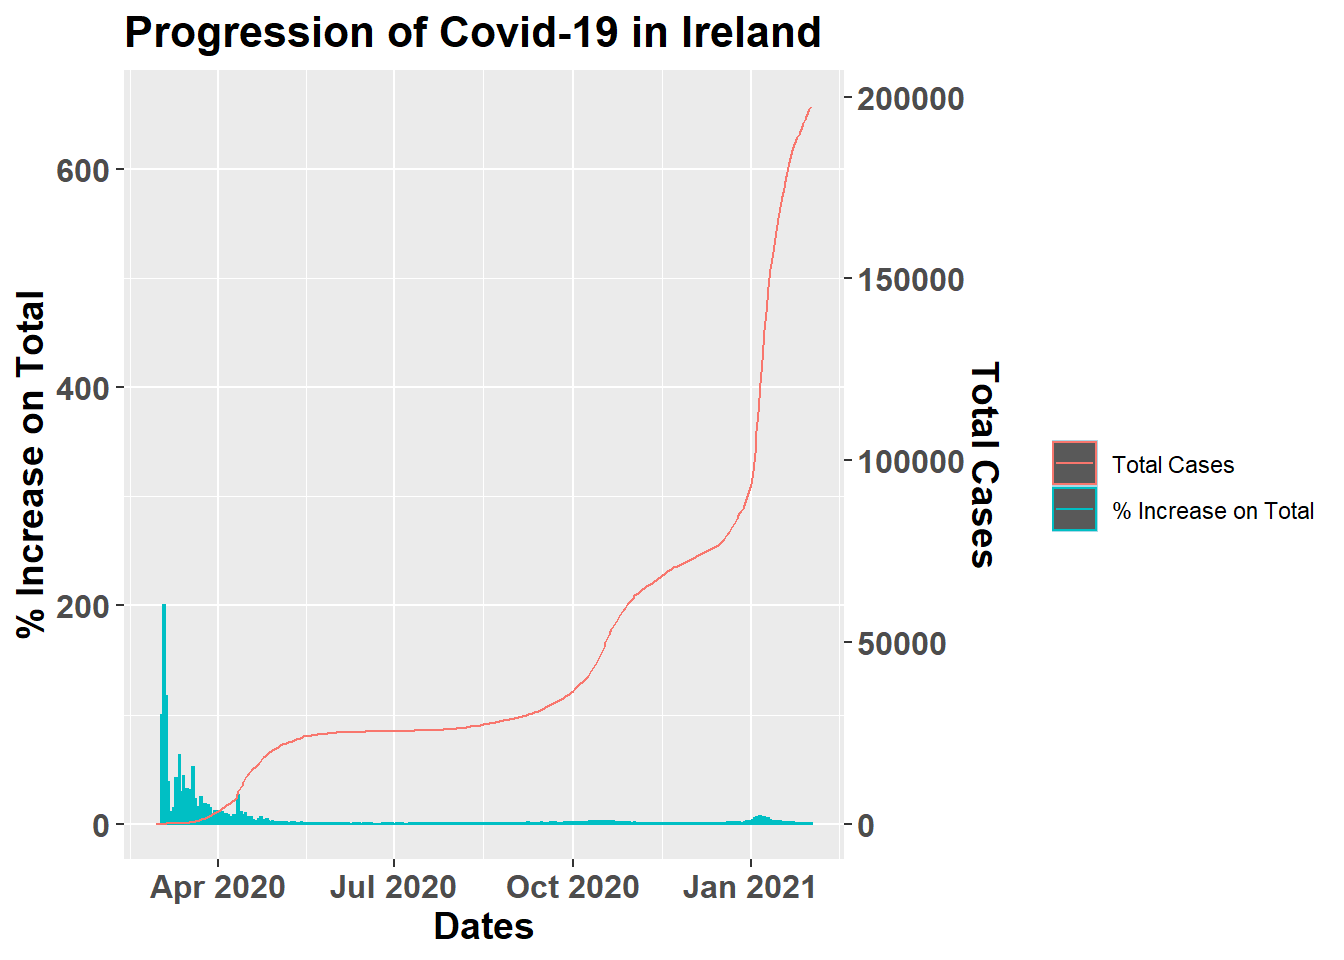 Progression of Covid-19 in Ireland
% Increase on Total
600
400
200
0
200000
150000
100000
50000
0
Total Cases
Apr 2020
Jul 2020
Oct 2020
Jan 2021
Dates
Total Cases
% Increase on Total